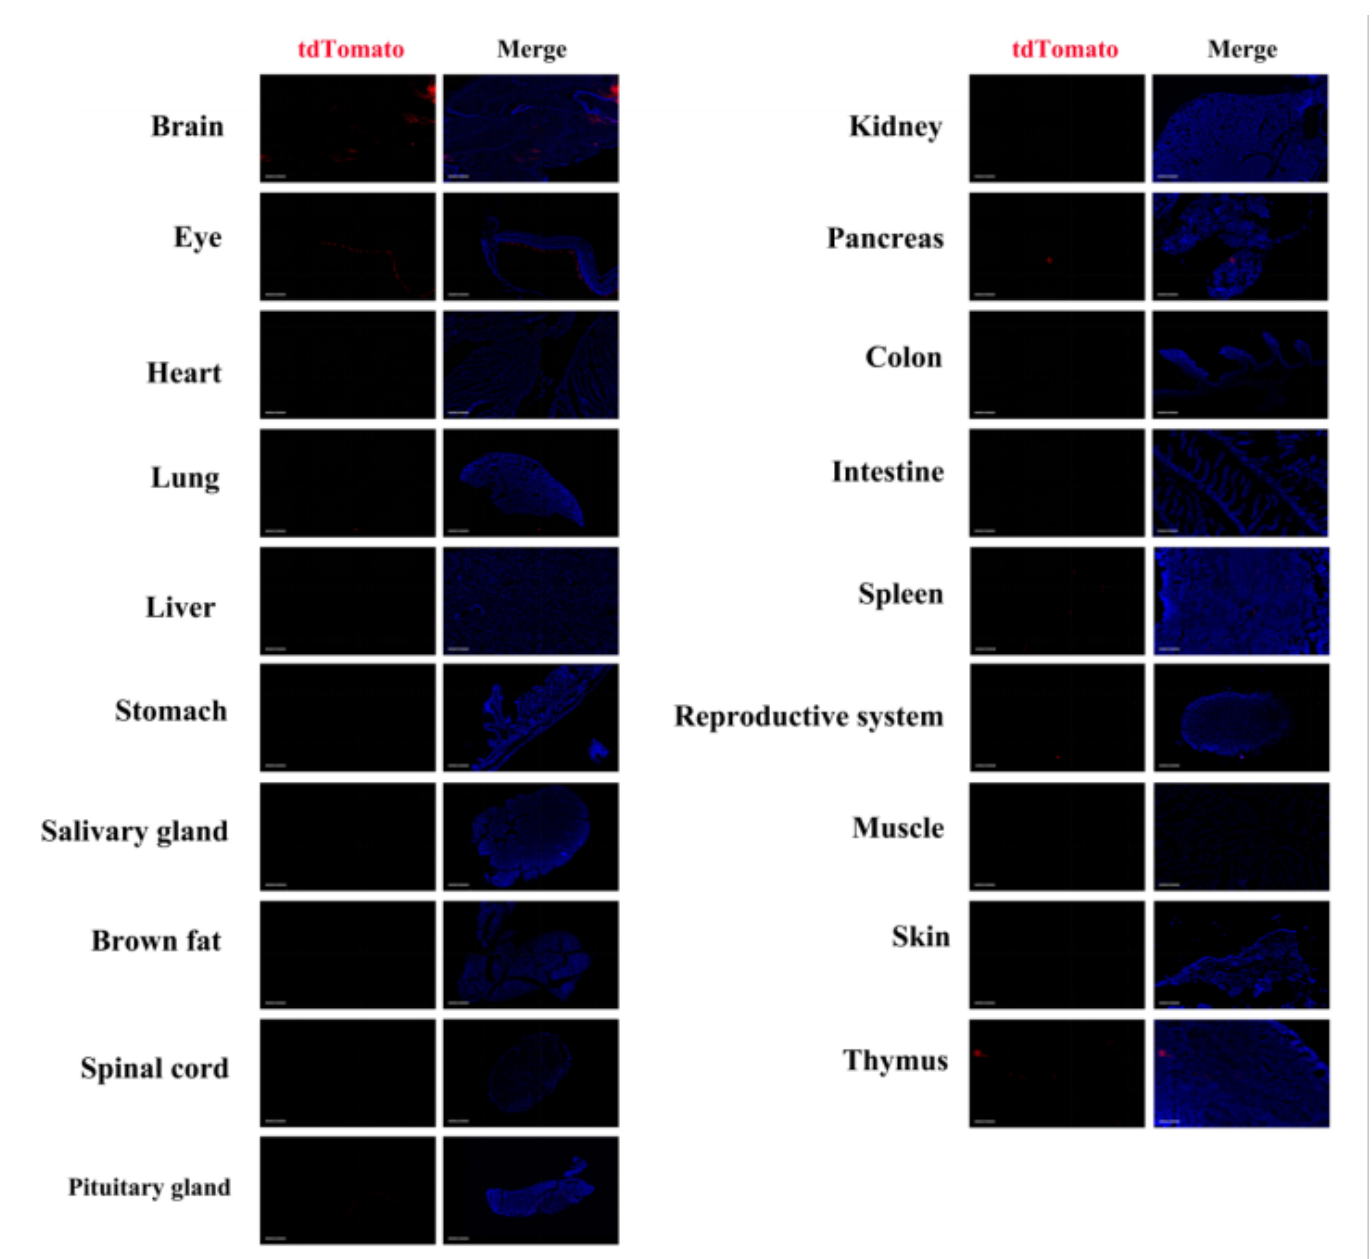 tdTomato Merge
Brain
Eye
Heart
Lung
Liver
Stomach
Salivary gland
Brown fat
Spinal cord
Pituitary gland
tdTomato Merge
Kidney
Pancreas
Colon
Intestine
Spleen
Reproductive system
Muscle
Skin
Thymus